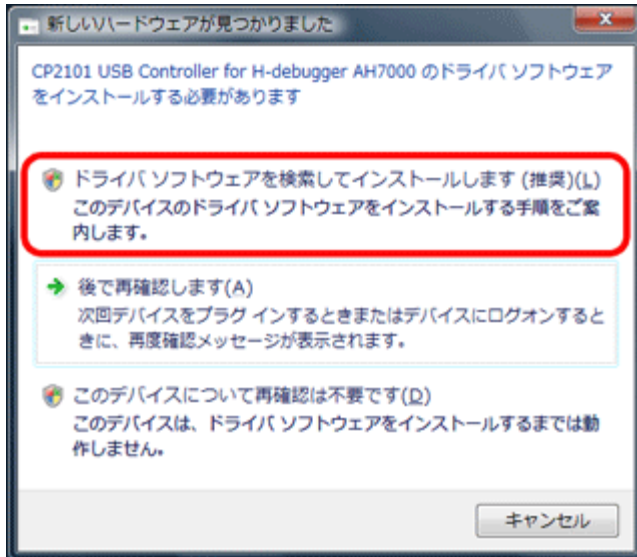 新しいハードウェアが見つかりました
CP2101 USB Controller for H-debugger AH7000 のドライバ ソフトウェア
をインストールする必要があります
ドライバ ソフトウェアを検索してインストールします (推奨)(L)
このデバイスのドライバ ソフトウェアをインストールする手順をご案
内します。
後で再確認します(A)
次回デバイスをプラグ インするときまたはデバイスにログオンすると
きに、再度確認メッセージが表示されます。
このデバイスについて再確認は不要です(D)
このデバイスは、ドライバ ソフトウェアをインストールするまでは動
作しません。
キャンセル